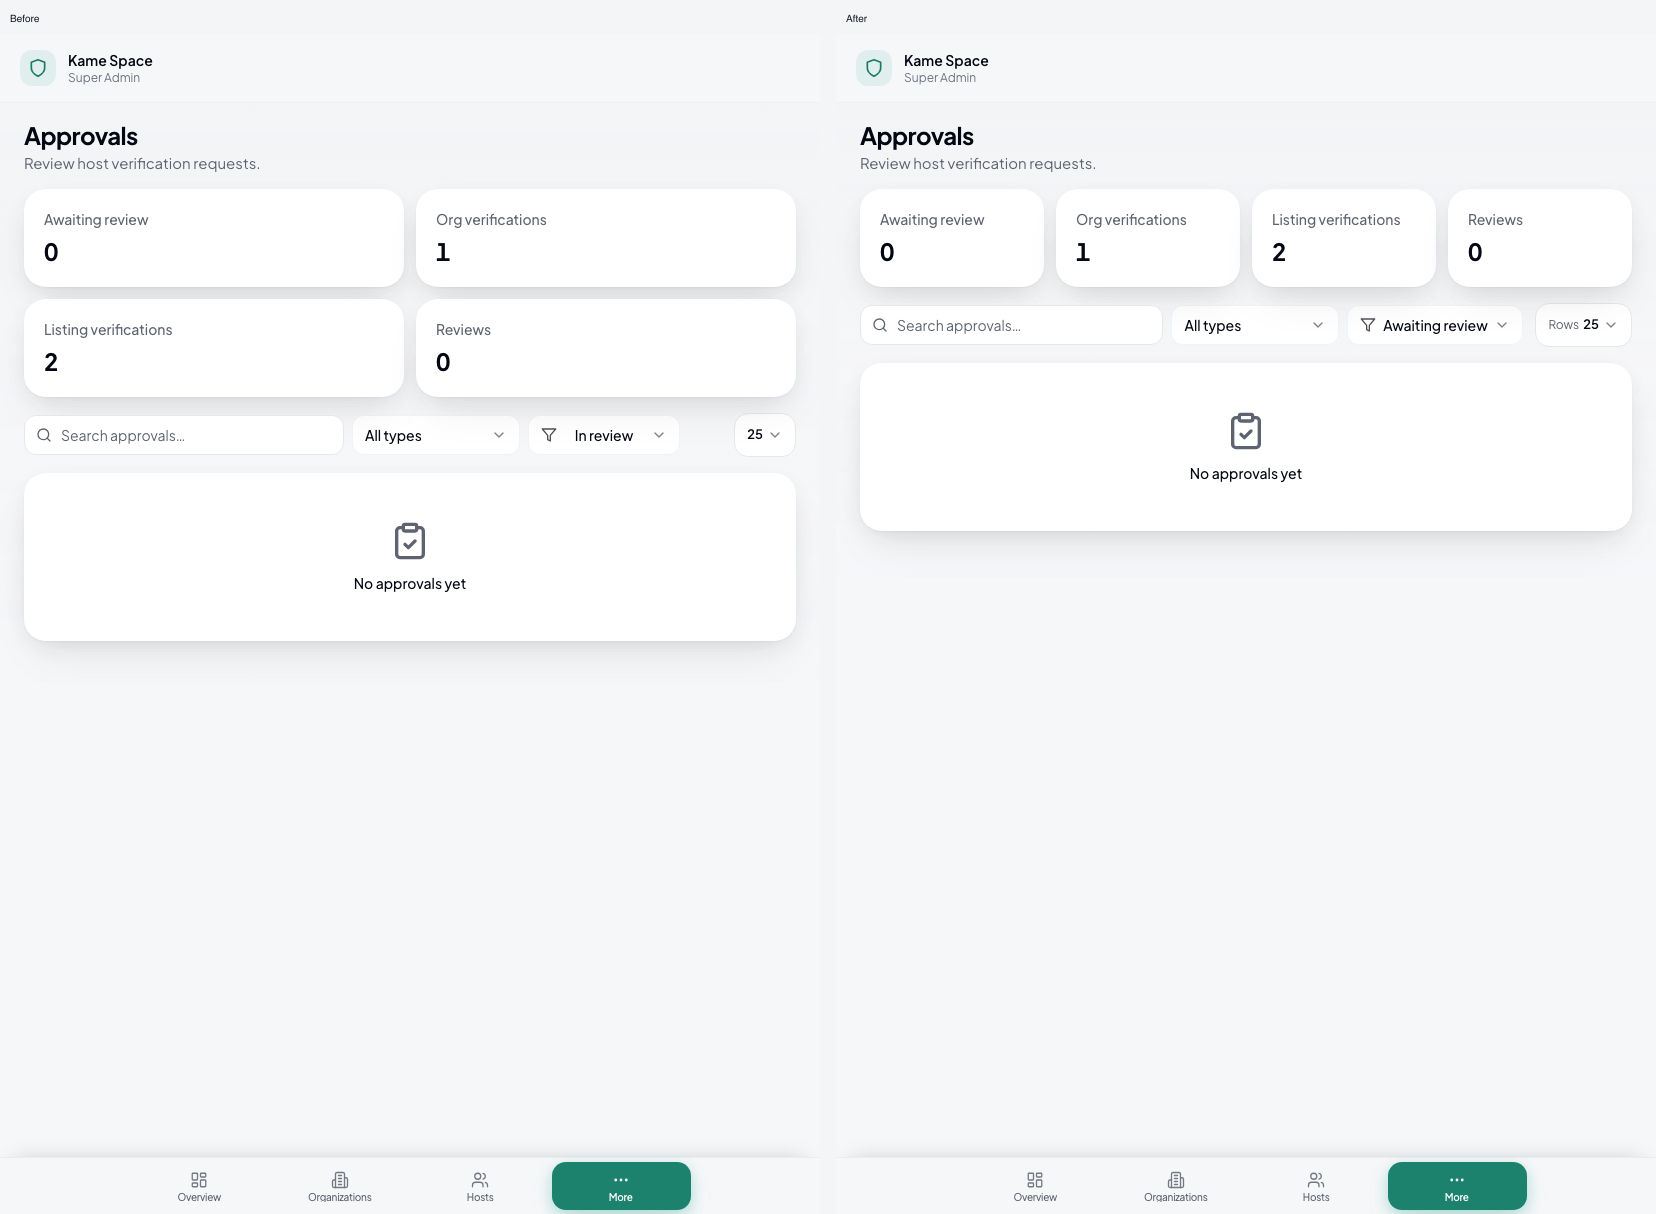 Before
Kame Space
Super Admin
Approvals
Review host verification requests.
Awaiting review
0
Org verifications
1
Listing verifications
2
Reviews
0
Search approvals...
All types
In review
25
No approvals yet
Overview
Organizations
Hosts
More
After
Kame Space
Super Admin
Approvals
Review host verification requests.
Awaiting review
0
Org verifications
1
Listing verifications
2
Reviews
0
Search approvals...
All types
Awaiting review
Rows 25
No approvals yet
Overview
Organizations
Hosts
More